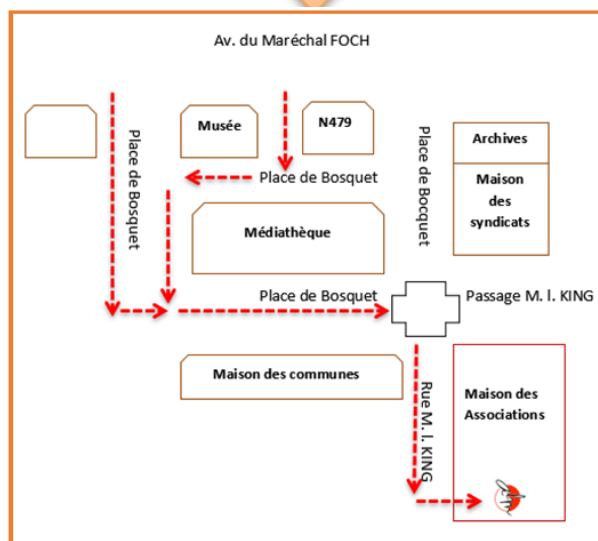 Av. du Maréchal FOCH
Place de Bosquet
Musée
N479
Place de Bosquet
Place de Bocquet
Archives
Maison
des
syndicats
Médiathèque
Place de Bosquet
Passage M. l. KING
Maison des communes
Rue M. l. KING
Maison des
Associations